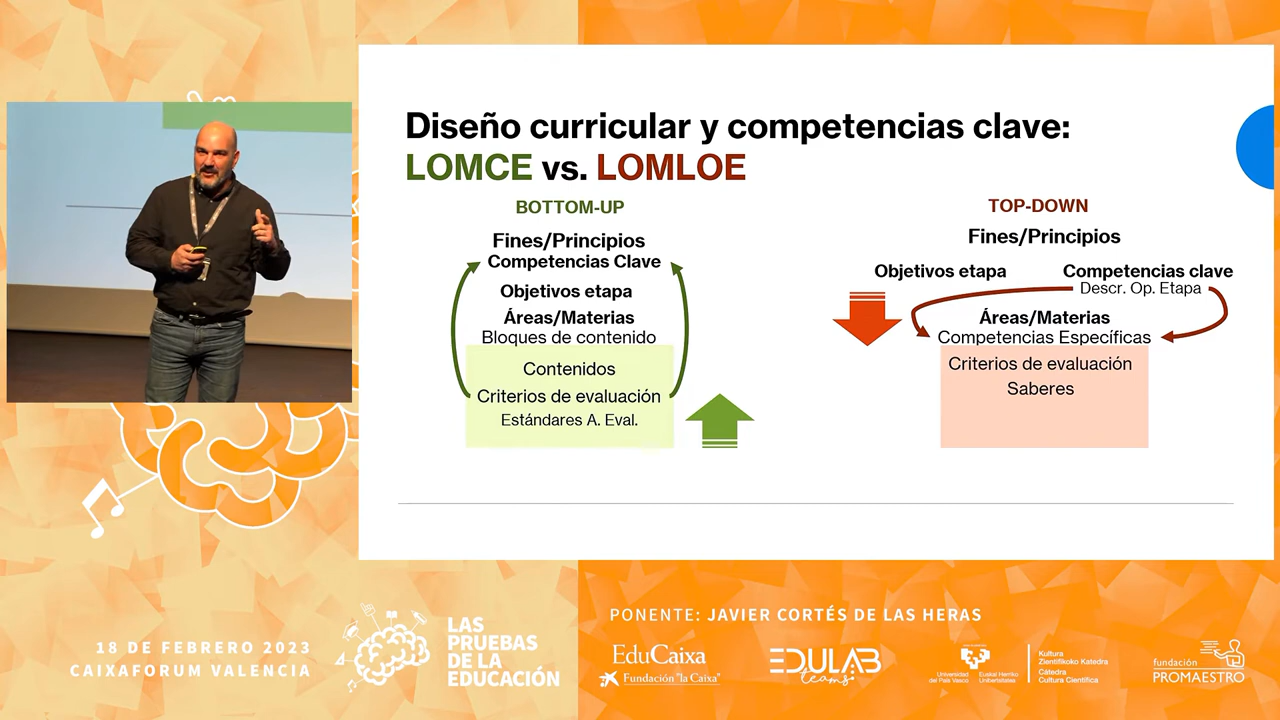 Diseño curricular y competencias clave:
LOMCE vs. LOMLOE
BOTTOM-UP
Fines/Principios
Competencias Clave
Objetivos etapa
Áreas/Materias
Bloques de contenido
Contenidos
Criterios de evaluación
Estándares A. Eval.
TOP-DOWN
Fines/Principios
Objetivos etapa
Competencias clave
Descr. Op. Etapa
Áreas/Materias
Competencias Específicas
Criterios de evaluación
Saberes
18 DE FEBRERO 2023
CAIXAFORUM VALENCIA
LAS
PRUEBAS
DE LA
EDUCACIÓN
PONENTE: JAVIER CORTÉS DE LAS HERAS
EduCaixa
Fundación "la Caixa"
EDULAB
teams
Universidad
del País Vasco
Euskal Herriko
Unibertsitatea
Kultura
Zientifikoko Katedra
Cátedra
Cultura Científica
fundación
PROMAESTRO